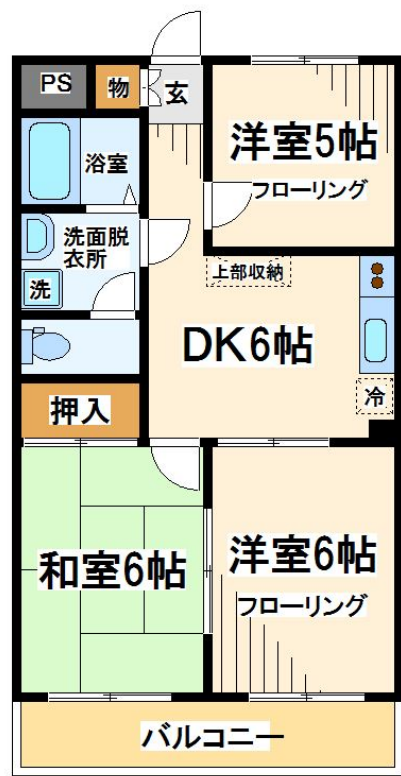 PS
物
玄
洋室5帖
フローリング
浴室
洗面脱
衣所
洗
上部収納
DK6帖
冷
押入
和室6帖
洋室6帖
フローリング
バルコニー